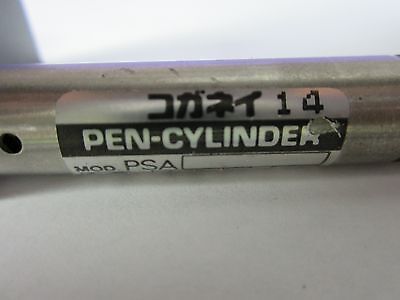 コガネイ 14
PEN-CYLINDER
MOD PSA